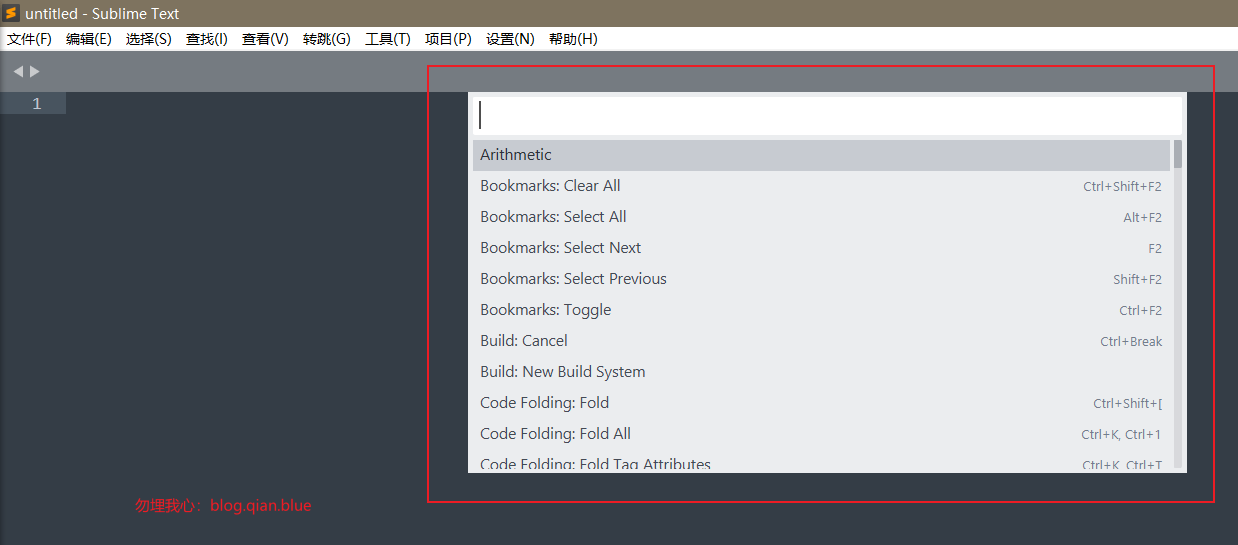 untitled - Sublime Text
文件(F) 编辑(E) 选择(S) 查找(I) 查看(V) 转跳(G) 工具(T) 项目(P) 设置(N) 帮助(H)
1
Arithmetic
Bookmarks: Clear All Ctrl+Shift+F2
Bookmarks: Select All Alt+F2
Bookmarks: Select Next F2
Bookmarks: Select Previous Shift+F2
Bookmarks: Toggle Ctrl+F2
Build: Cancel Ctrl+Break
Build: New Build System
Code Folding: Fold Ctrl+Shift+[
Code Folding: Fold All Ctrl+K, Ctrl+1
Code Folding: Fold Tag Attributes Ctrl+K, Ctrl+T
勿埋我心：blog.qian.blue